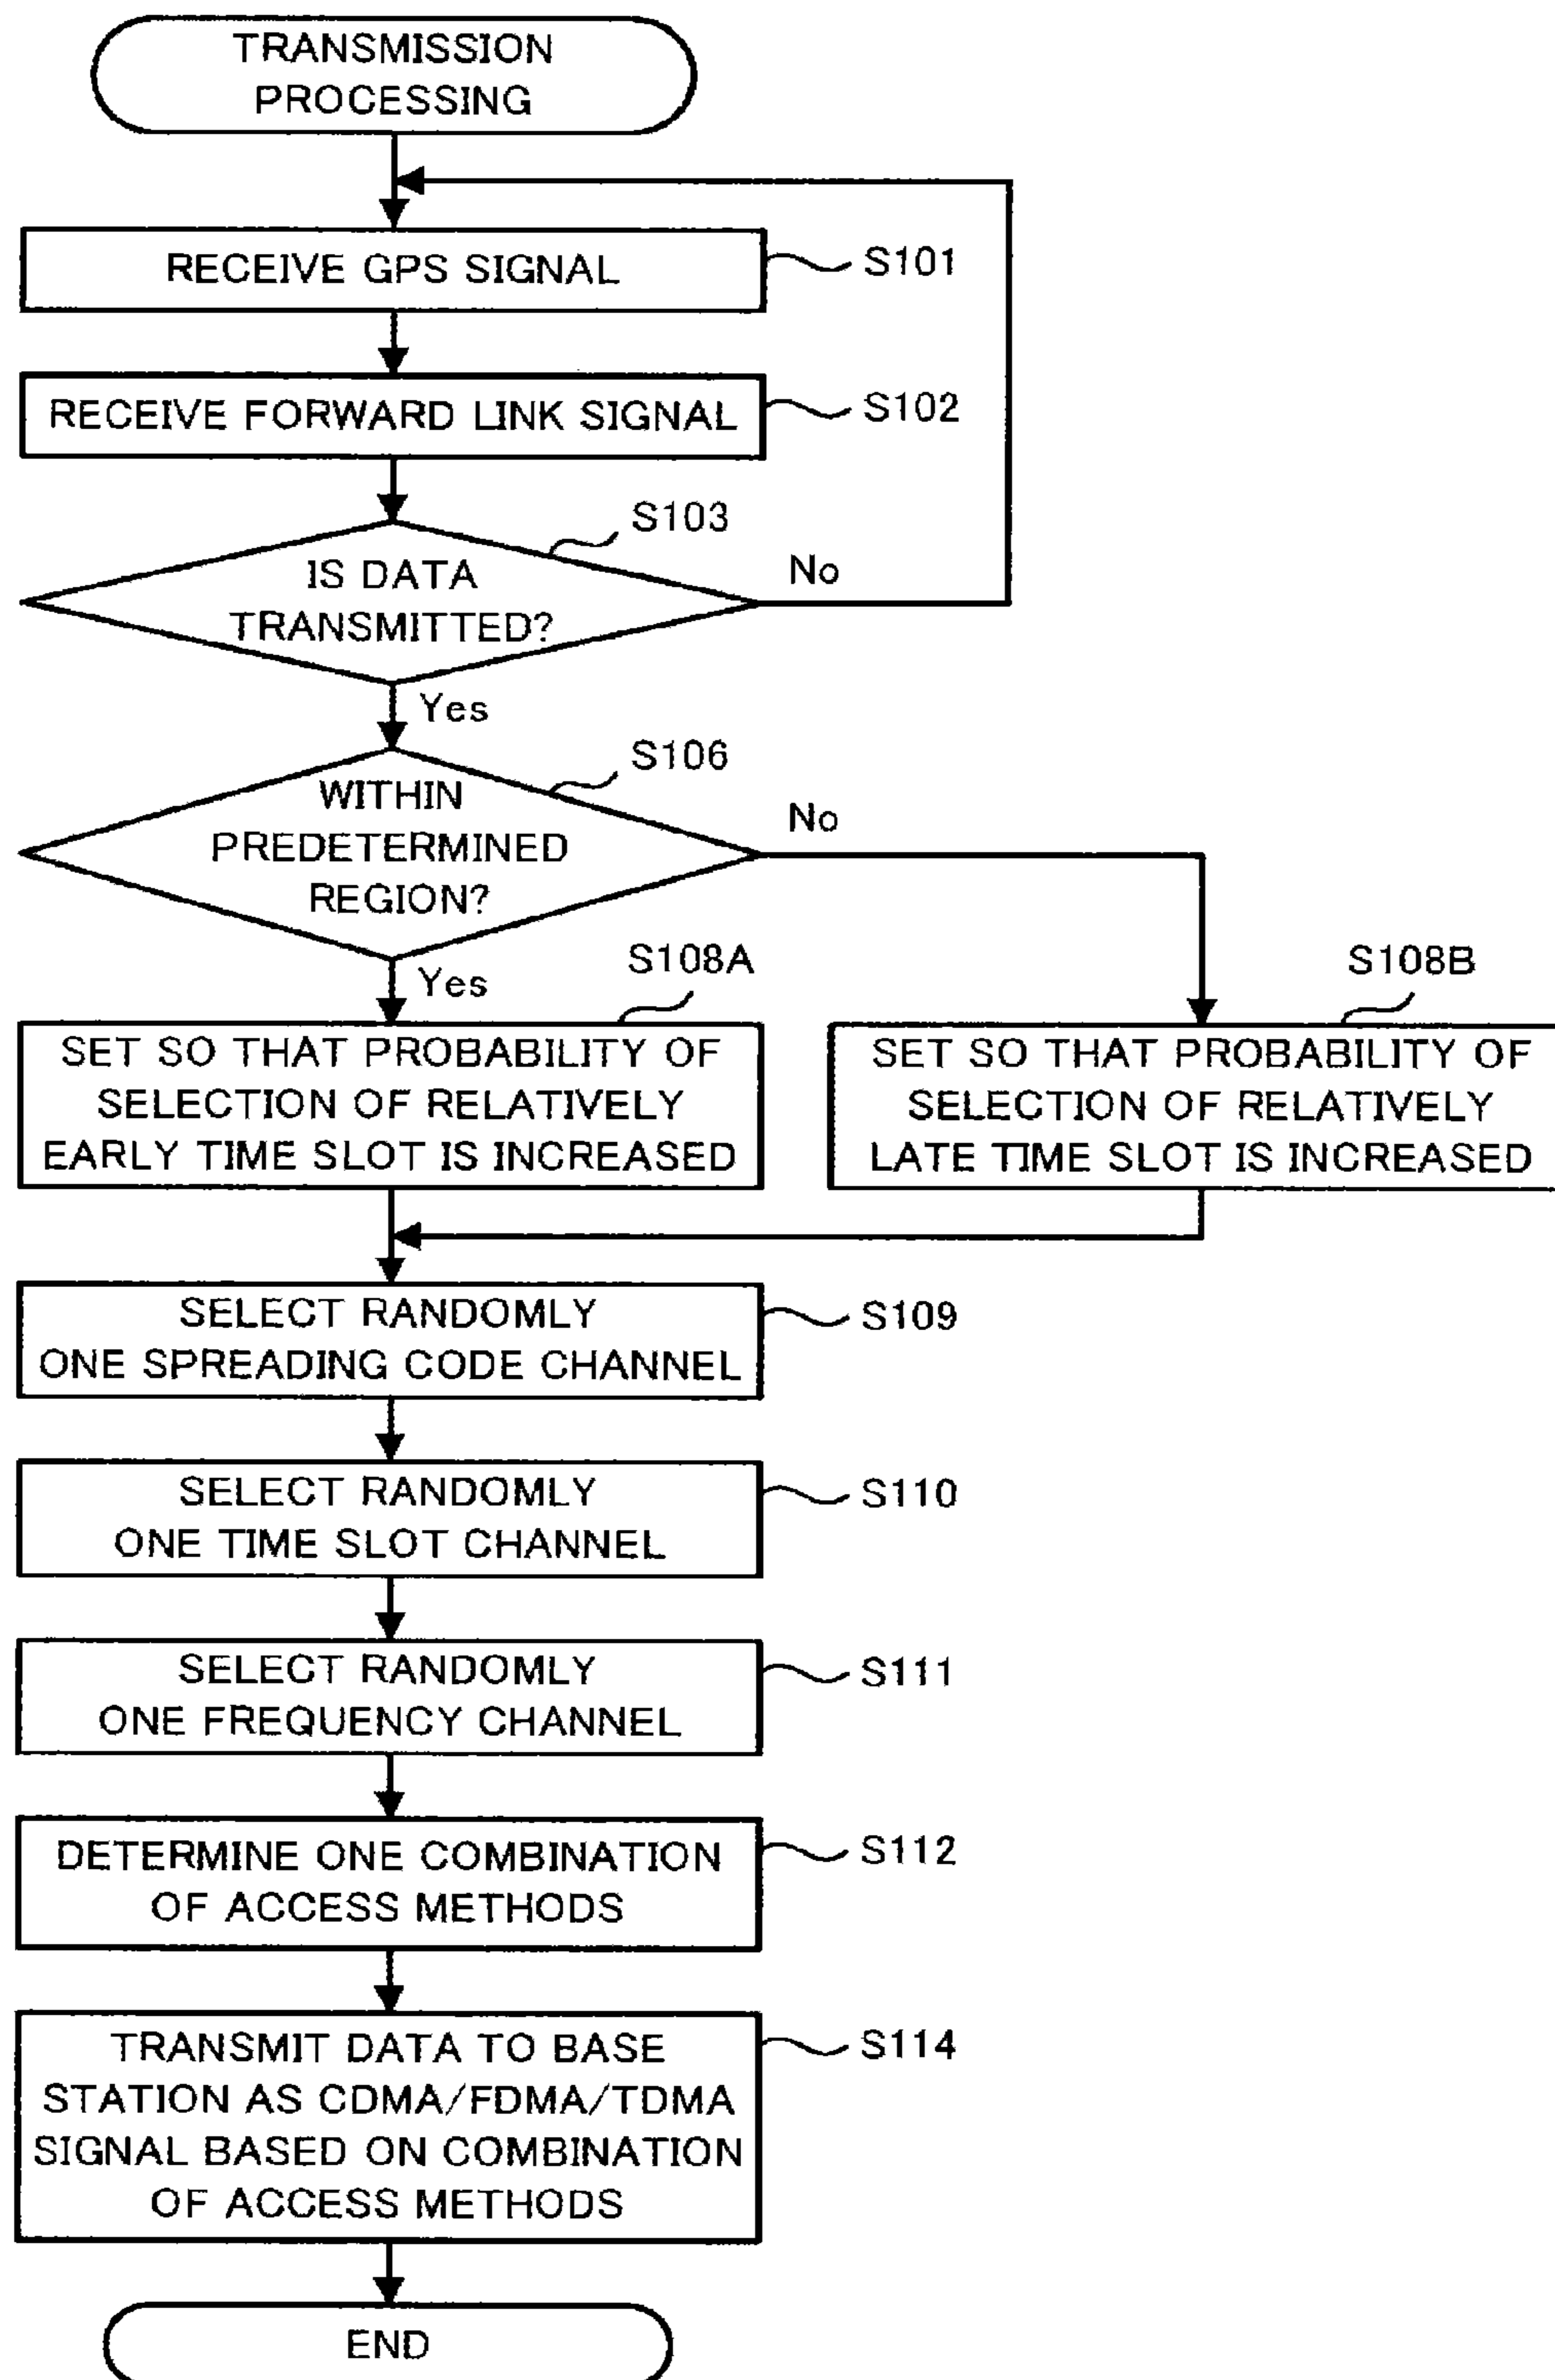 TRANSMISSION
PROCESSING
RECEIVE GPS SIGNAL
S101
RECEIVE FORWARD LINK SIGNAL
S102
S103
IS DATA
TRANSMITTED?
No
Yes
S106
WITHIN
PREDETERMINED
REGION?
No
Yes
S108A
SET SO THAT PROBABILITY OF
SELECTION OF RELATIVELY
EARLY TIME SLOT IS INCREASED
S108B
SET SO THAT PROBABILITY OF
SELECTION OF RELATIVELY
LATE TIME SLOT IS INCREASED
SELECT RANDOMLY
ONE SPREADING CODE CHANNEL
S109
SELECT RANDOMLY
ONE TIME SLOT CHANNEL
S110
SELECT RANDOMLY
ONE FREQUENCY CHANNEL
S111
DETERMINE ONE COMBINATION
OF ACCESS METHODS
S112
TRANSMIT DATA TO BASE
STATION AS CDMA/FDMA/TDMA
SIGNAL BASED ON COMBINATION
OF ACCESS METHODS
S114
END